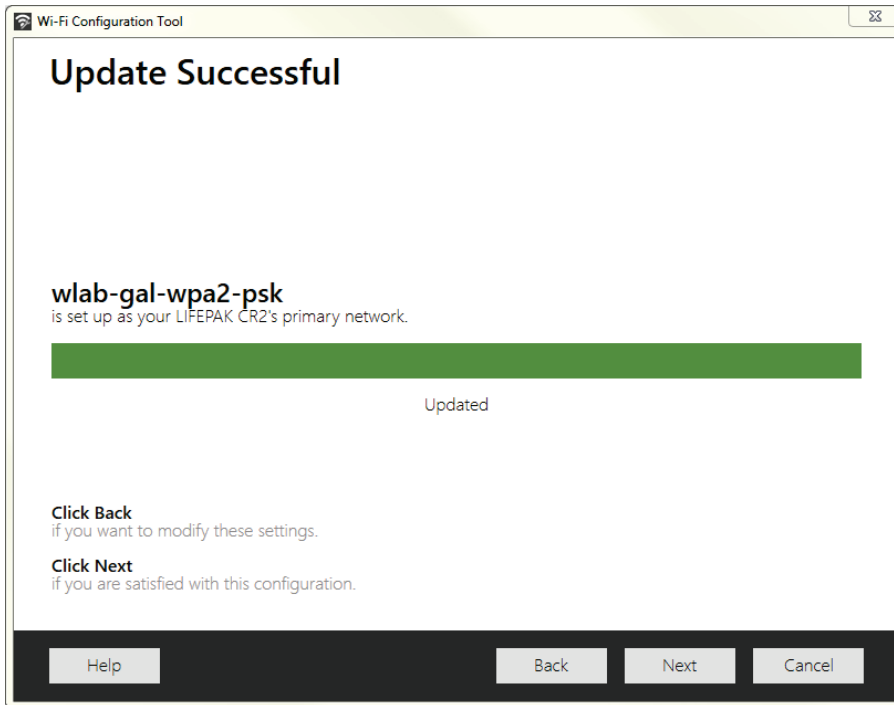 Wi-Fi Configuration Tool
Update Successful
wlab-gal-wpa2-psk
is set up as your LIFEPAK CR2's primary network.
Updated
Click Back
if you want to modify these settings.
Click Next
if you are satisfied with this configuration.
Help
Back
Next
Cancel